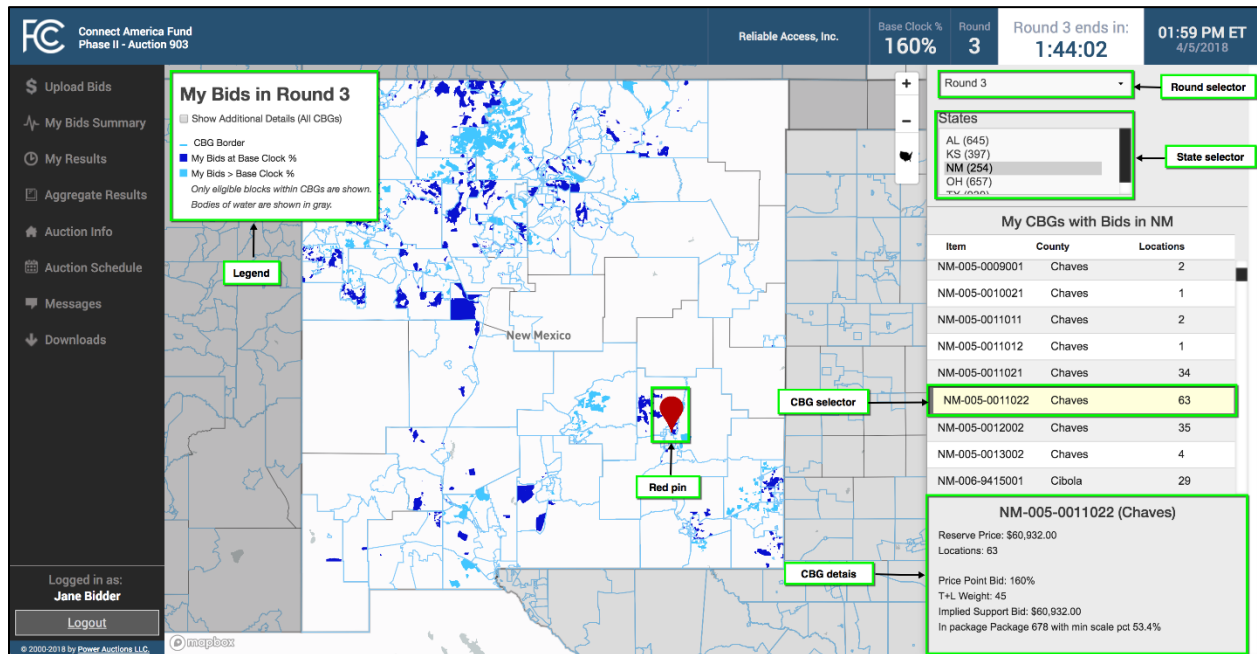 FCC
Connect America Fund
Phase II - Auction 903
Reliable Access, Inc.
Base Clock %
160%
Round
3
Round 3 ends in:
1:44:02
01:59 PM ET
4/5/2018
Upload Bids
My Bids Summary
My Results
Aggregate Results
Auction Info
Auction Schedule
Messages
Downloads
Logged in as:
Jane Bidder
Logout
© 2000-2018 by Power Auctions LLC.
My Bids in Round 3
Show Additional Details (All CBGs)
CBG Border
My Bids at Base Clock %
My Bids > Base Clock %
Only eligible blocks within CBGs are shown.
Bodies of water are shown in gray.
Legend
New Mexico
Red pin
CBG selector
CBG detais
mapbox
+
−
Round 3
Round selector
States
AL (645)
KS (397)
NM (254)
OH (657)
State selector
My CBGs with Bids in NM
Item County Locations
NM-005-0009001 Chaves 2
NM-005-0010021 Chaves 1
NM-005-0011011 Chaves 2
NM-005-0011012 Chaves 1
NM-005-0011021 Chaves 34
NM-005-0011022 Chaves 63
NM-005-0012002 Chaves 35
NM-005-0013002 Chaves 4
NM-006-9415001 Cibola 29
NM-005-0011022 (Chaves)
Reserve Price: $60,932.00
Locations: 63
Price Point Bid: 160%
T+L Weight: 45
Implied Support Bid: $60,932.00
In package Package 678 with min scale pct 53.4%